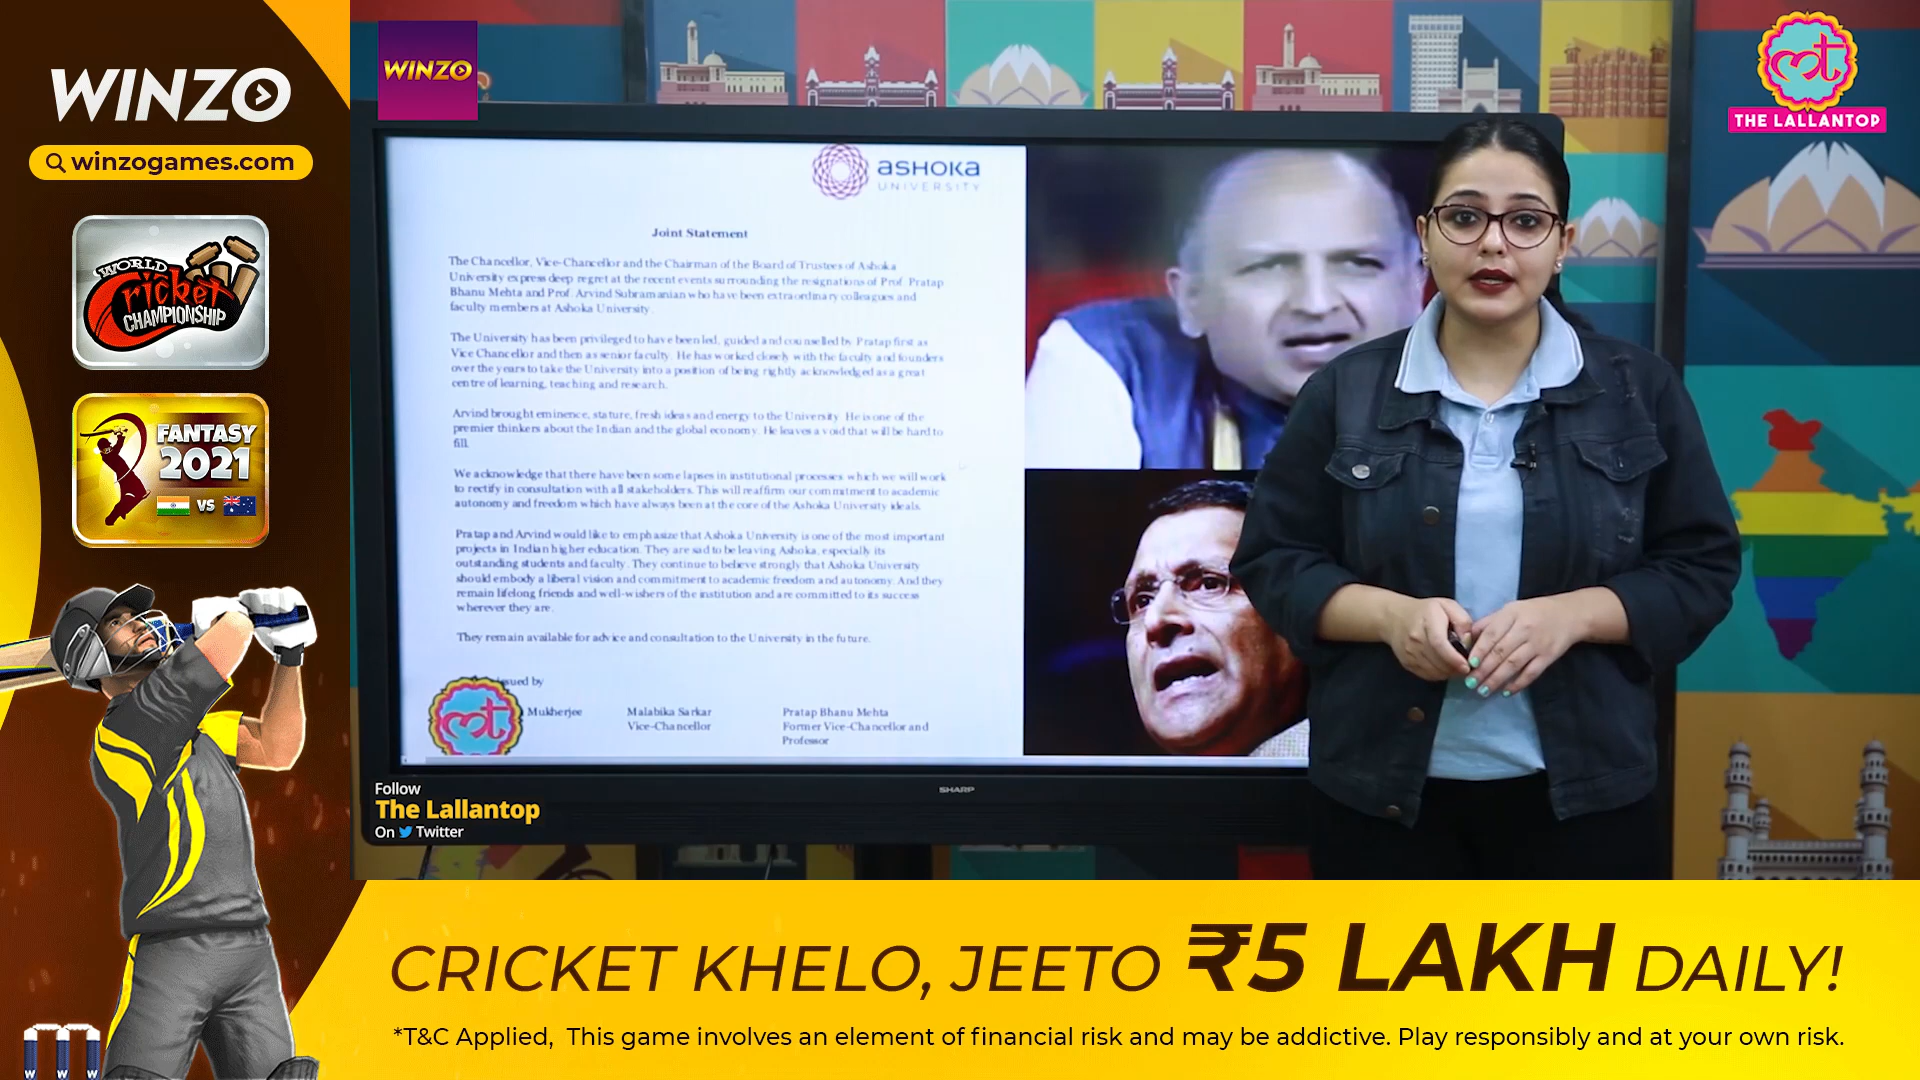 WINZO
winzogames.com
WORLD
Cricket
CHAMPIONSHIP
FANTASY
2021
VS
W W W
WINZO
THE LALLANTOP
ASHOKA
UNIVERSITY
Joint Statement
The Chancellor, Vice-Chancellor and the Chairman of the Board of Trustees of Ashoka
University express deep regret at the recent events surrounding the resignations of Prof. Pratap
Bhanu Mehta and Prof. Arvind Subramanian who have been extraordinary colleagues and
faculty members at Ashoka University.
The University has been privileged to have been led, guided and counselled by Pratap first as
Vice Chancellor and then as senior faculty. He has worked closely with the faculty and founders
over the years to take the University into a position of being rightly acknowledged as a great
centre of learning, teaching and research.
Arvind brought eminence, stature, fresh ideas and energy to the University. He is one of the
premier thinkers about the Indian and the global economy. He leaves a void that will be hard to
fill.
We acknowledge that there have been some lapses in institutional processes which we will work
to rectify in consultation with all stakeholders. This will reaffirm our commitment to academic
autonomy and freedom which have always been at the core of the Ashoka University ideals.
Pratap and Arvind would like to emphasize that Ashoka University is one of the most important
projects in Indian higher education. They are sad to be leaving Ashoka, especially its
outstanding students and faculty. They continue to believe strongly that Ashoka University
should embody a liberal vision and commitment to academic freedom and autonomy. And they
remain lifelong friends and well-wishers of the institution and are committed to its success
wherever they are.
They remain available for advice and consultation to the University in the future.
ssued by
Mukherjee Malabika Sarkar Pratap Bhanu Mehta
Vice-Chancellor Former Vice-Chancellor and
Professor
SHARP
Follow
The Lallantop
On Twitter
CRICKET KHELO, JEETO ₹5 LAKH DAILY!
*T&C Applied, This game involves an element of financial risk and may be addictive. Play responsibly and at your own risk.